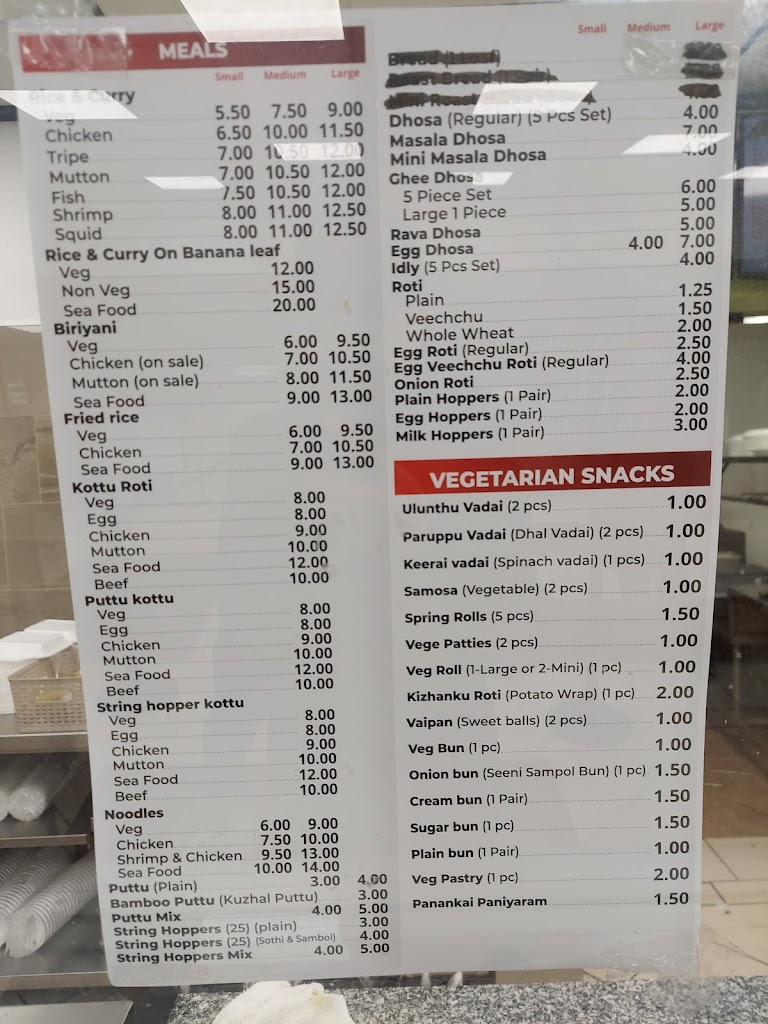 MEALS
Small Medium Large
Rice & Curry
Veg 5.50 7.50 9.00
Chicken 6.50 10.00 11.50
Tripe 7.00 10.50 12.00
Mutton 7.00 10.50 12.00
Fish 7.50 10.50 12.00
Shrimp 8.00 11.00 12.50
Squid 8.00 11.00 12.50
Rice & Curry On Banana leaf
Veg 12.00
Non Veg 15.00
Sea Food 20.00
Biriyani
Veg 6.00 9.50
Chicken (on sale) 7.00 10.50
Mutton (on sale) 8.00 11.50
Sea Food 9.00 13.00
Fried rice
Veg 6.00 9.50
Chicken 7.00 10.50
Sea Food 9.00 13.00
Kottu Roti
Veg 8.00
Egg 8.00
Chicken 9.00
Mutton 10.00
Sea Food 12.00
Beef 10.00
Puttu kottu
Veg 8.00
Egg 8.00
Chicken 9.00
Mutton 10.00
Sea Food 12.00
Beef 10.00
String hopper kottu
Veg 8.00
Egg 8.00
Chicken 9.00
Mutton 10.00
Sea Food 12.00
Beef 10.00
Noodles
Veg 6.00 9.00
Chicken 7.50 10.00
Shrimp & Chicken 9.50 13.00
Sea Food 10.00 14.00
Puttu (Plain) 3.00 4.00
Bamboo Puttu (Kuzhal Puttu) 3.00
Puttu Mix 4.00 5.00
String Hoppers (25) (plain) 3.00
String Hoppers (25) (Sothi & Sambol) 4.00
String Hoppers Mix 4.00 5.00
Small Medium Large
Bread (1 Loaf)
Roast Bread (1 Pair)
Mini Roast
Dhosa (Regular) (5 Pcs Set) 4.00
Masala Dhosa 7.00
Mini Masala Dhosa 4.00
Ghee Dhosa
5 Piece Set 6.00
Large 1 Piece 5.00
Rava Dhosa 5.00
Egg Dhosa 4.00 7.00
Idly (5 Pcs Set) 4.00
Roti
Plain 1.25
Veechchu 1.50
Whole Wheat 2.00
Egg Roti (Regular) 2.50
Egg Veechchu Roti (Regular) 4.00
Onion Roti 2.50
Plain Hoppers (1 Pair) 2.00
Egg Hoppers (1 Pair) 2.00
Milk Hoppers (1 Pair) 3.00
VEGETARIAN SNACKS
Ulunthu Vadai (2 pcs) 1.00
Paruppu Vadai (Dhal Vadai) (2 pcs) 1.00
Keerai vadai (Spinach vadai) (1 pcs) 1.00
Samosa (Vegetable) (2 pcs) 1.00
Spring Rolls (5 pcs) 1.50
Vege Patties (2 pcs) 1.00
Veg Roll (1-Large or 2-Mini) (1 pc) 1.00
Kizhanku Roti (Potato Wrap) (1 pc) 2.00
Vaipan (Sweet balls) (2 pcs) 1.00
Veg Bun (1 pc) 1.00
Onion bun (Seeni Sampol Bun) (1 pc) 1.50
Cream bun (1 Pair) 1.50
Sugar bun (1 pc) 1.50
Plain bun (1 Pair) 1.00
Veg Pastry (1 pc) 2.00
Panankai Paniyaram 1.50